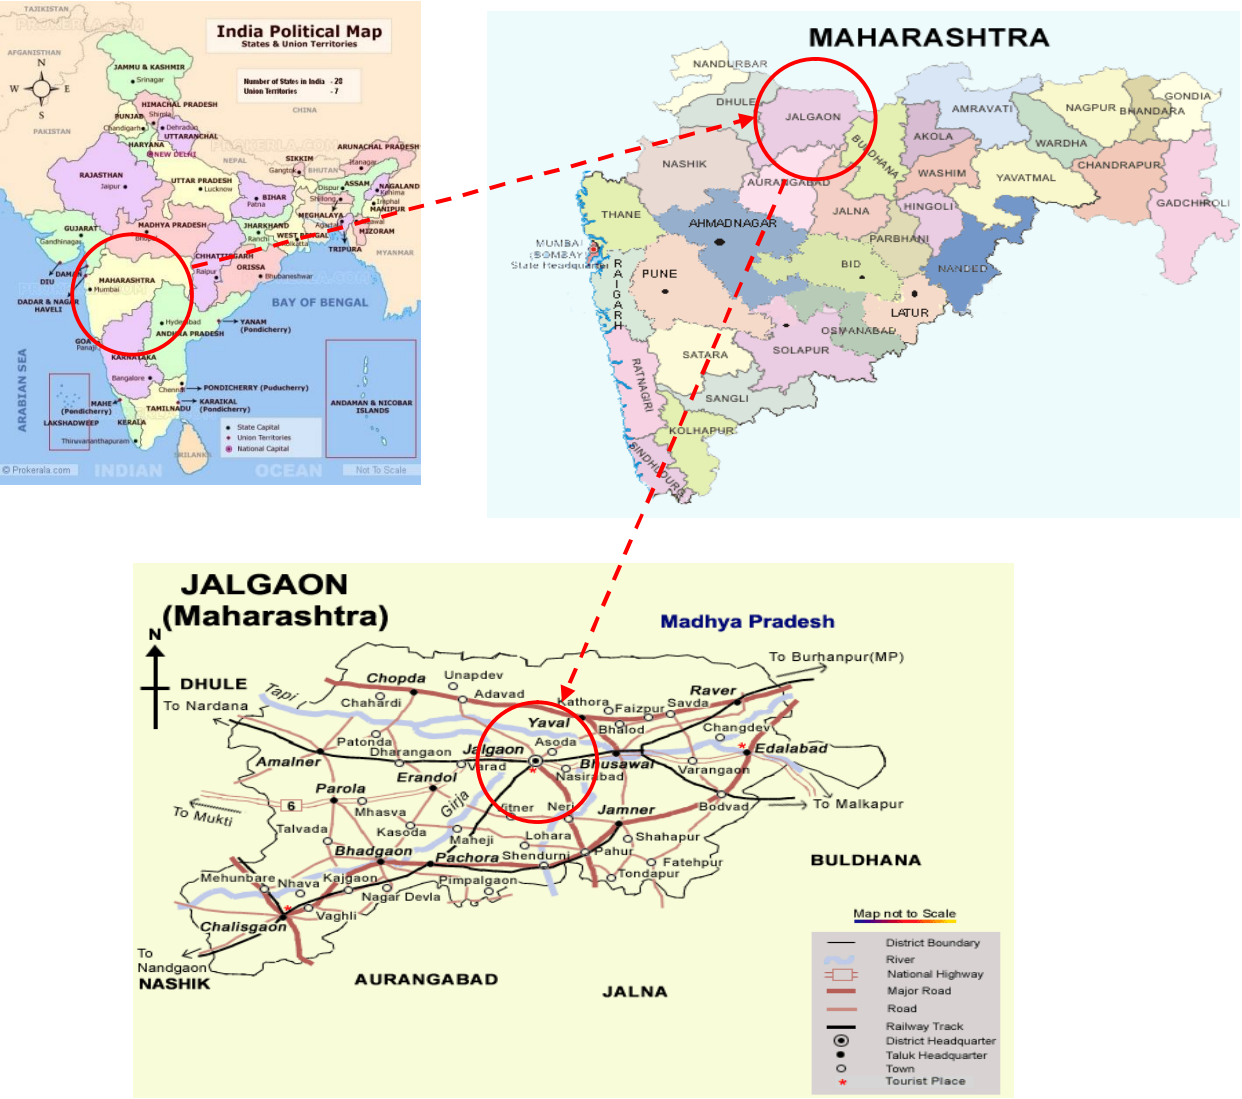 TAJIKISTAN
AFGANISTHAN
PAKISTAN
India Political Map
States & Union Territories
Number of States in India - 28
Union Territories - 7
N
W
E
S
CHINA
JAMMU & KASHMIR
Srinagar
HIMACHAL PRADESH
Shimla
PUNJAB
Chandigarh
Dehradun
UTTARANCHAL
HARYANA
NEW DELHI
PROKERLA.COM
NEPAL
SIKKIM
Gangtok
BHUTAN
ARUNACHAL PRADESH
Itanagar
RAJASTHAN
Jaipur
UTTAR PRADESH
Lucknow
Dispur
ASSAM
NAGALAND
Kohima
Shillong
Imphal
MANIPUR
BIHAR
Patna
MEGHALAYA
Agartala
Aizawal
MIZORAM
TRIPURA
GUJARAT
Gandhinagar
MADHYA PRADESH
Bhopal
JHARKHAND
Ranchi
WEST BENGAL
Kolkatta
MYANMAR
CHHATTISGARH
Raipur
ORISSA
Bhubaneshwar
DAMAN
DIU
MAHARASHTRA
Mumbai
DADAR & NAGAR
HAVELI
BAY OF BENGAL
Hyderabad
ANDHRA PRADESH
YANAM
(Pondicherry)
GOA
Panaji
KARNATAKA
Bangalore
Chennai
PONDICHERRY (Puducherry)
KARAIKAL
(Pondicherry)
MAHE
(Pondicherry)
TAMILNADU
LAKSHADWEEP
KERALA
Thiruvananthapuram
ARABIAN SEA
ANDAMAN & NICOBAR
ISLANDS
State Capital
Union Territories
National Capital
SRILANKA
© Prokerla.com
INDIAN
OCEAN
Not To Scale
MAHARASHTRA
NANDURBAR
DHULE
JALGAON
BULDHANA
AKOLA
AMRAVATI
NAGPUR
BHANDARA
GONDIA
WARDHA
NASHIK
AURANGABAD
WASHIM
YAVATMAL
CHANDRAPUR
GADCHIROLI
THANE
AHMADNAGAR
JALNA
HINGOLI
PARBHANI
MUMBAI
(BOMBAY)
State Headquarter
RAIGARH
PUNE
BID
NANDED
LATUR
OSMANABAD
SATARA
SOLAPUR
RATNAGIRI
SANGLI
KOLHAPUR
SINDHUDURG
JALGAON
(Maharashtra)
N
Madhya Pradesh
To Burhanpur(MP)
DHULE
To Nardana
Tapi
Chopda
Unapdev
Chahardi
Adavad
Kathora
Faizpur
Savda
Raver
Yaval
Bhalod
Changdev
Patonda
Dharangaon
Jalgaon
Asoda
Edalabad
Amalner
Varad
Bhusawal
Nasirabad
Varangaon
Erandol
Parola
6
Mhasva
Girja
Vitner
Neri
Jamner
Bodvad
To Malkapur
To Mukti
Talvada
Kasoda
Maheji
Lohara
Shahapur
Bhadgaon
Pachora
Shendurni
Pahur
Fatehpur
BULDHANA
Mehunbare
Nhava
Kajgaon
Pimpalgaon
Tondapur
Nagar Devla
Vaghli
Chalisgaon
To
Nandgaon
NASHIK
AURANGABAD
JALNA
Map not to Scale
District Boundary
River
National Highway
Major Road
Road
Railway Track
District Headquarter
Taluk Headquarter
Town
Tourist Place